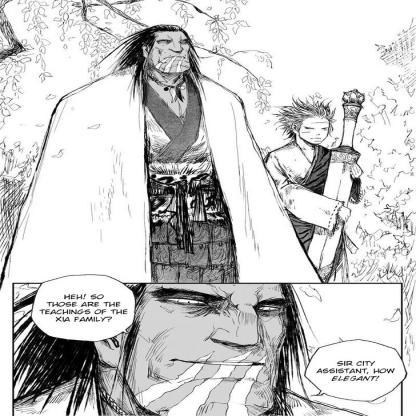 HEH! SO
THOSE ARE THE
TEACHINGS OF THE
XIA FAMILY?
SIR CITY
ASSISTANT, HOW
ELEGANT!